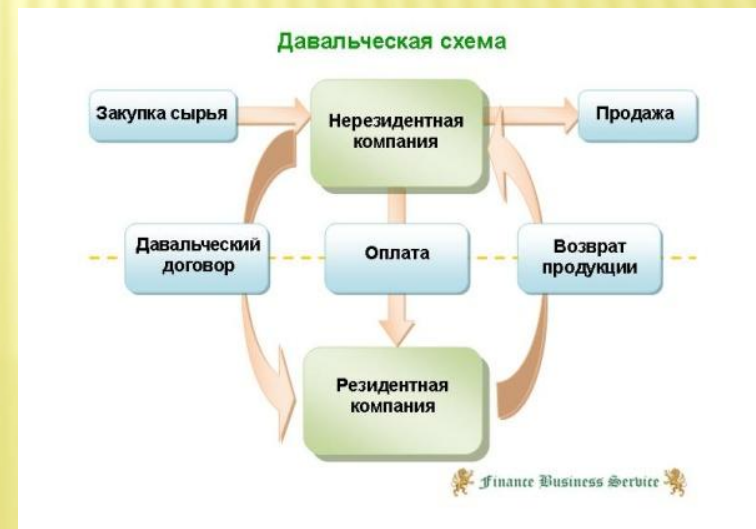 Давальческая схема
Закупка сырья
Нерезидентная
компания
Продажа
Давальческий
договор
Оплата
Возврат
продукции
Резидентная
компания
Finance Business Service